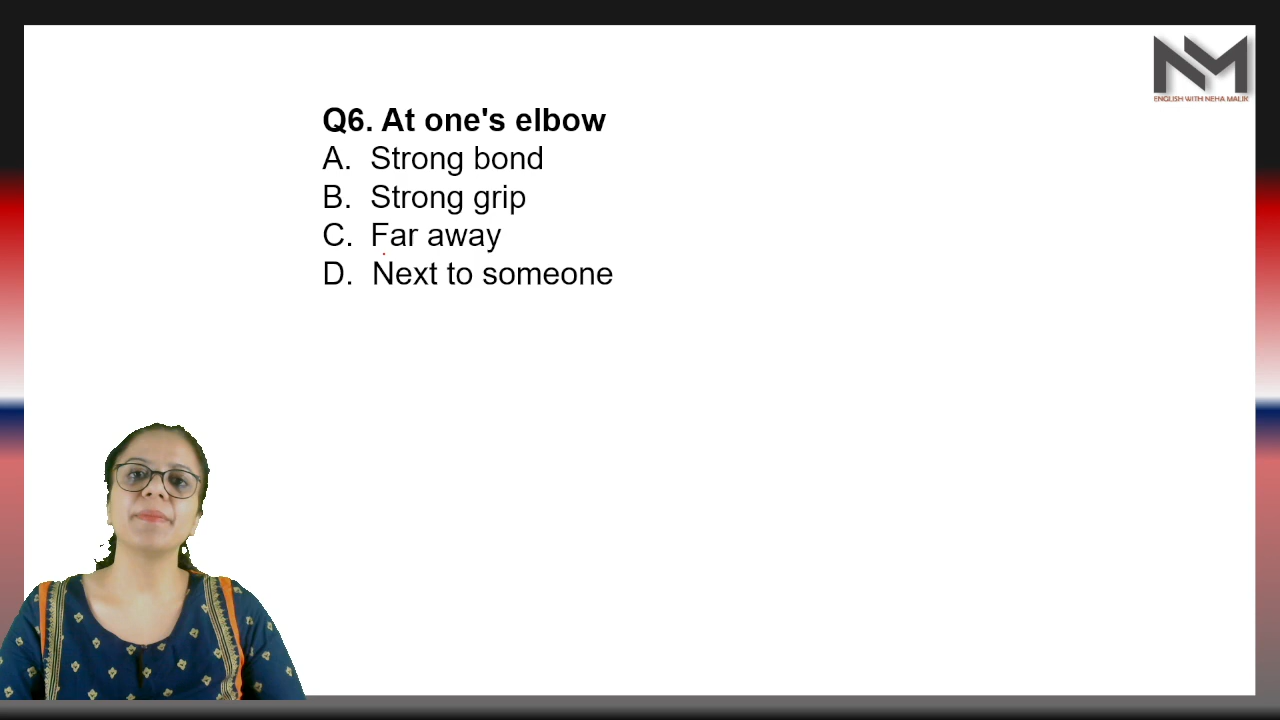 ENGLISH WITH NEHA MALIK
Q6. At one's elbow
A. Strong bond
B. Strong grip
C. Far away
D. Next to someone